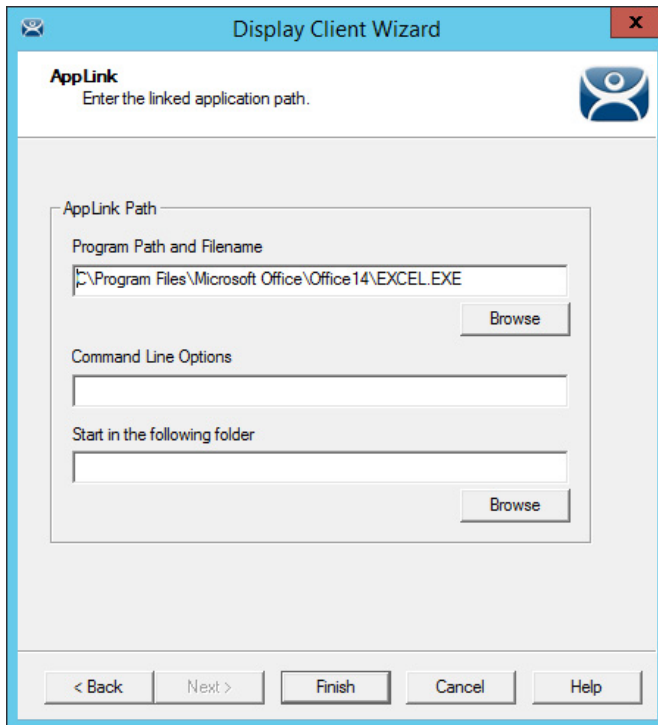 Display Client Wizard
x
AppLink
Enter the linked application path.
AppLink Path
Program Path and Filename
C\Program Files\Microsoft Office\Office14\EXCEL.EXE
Browse
Command Line Options
Start in the following folder
Browse
< Back
Next >
Finish
Cancel
Help